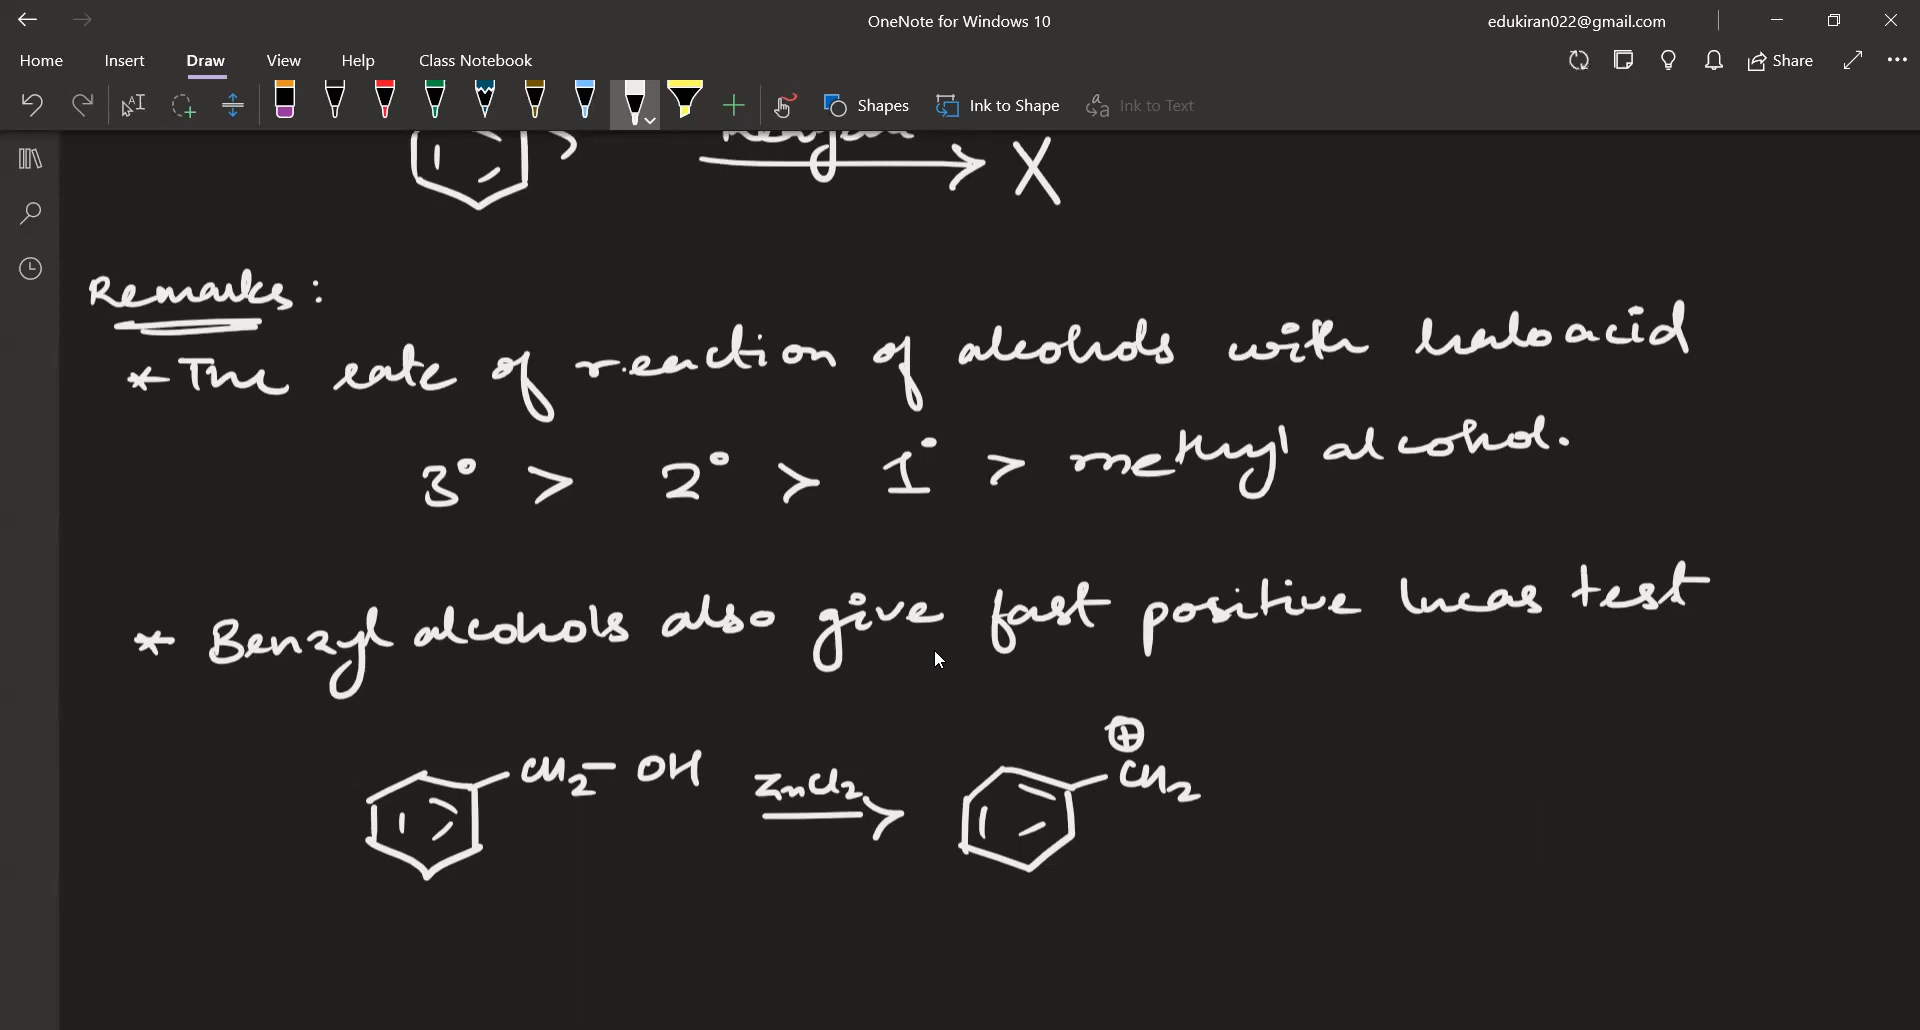 OneNote for Windows 10
edukiran022@gmail.com
Home Insert Draw View Help Class Notebook
Share
Shapes Ink to Shape Ink to Text
X
Remarks :
* The rate of reaction of alcohols with haloacid
3° > 2° > 1° > methyl alcohol.
* Benzyl alcohols also give fast positive lucas test
CH2 - OH ZnCl2 ⊕ CH2